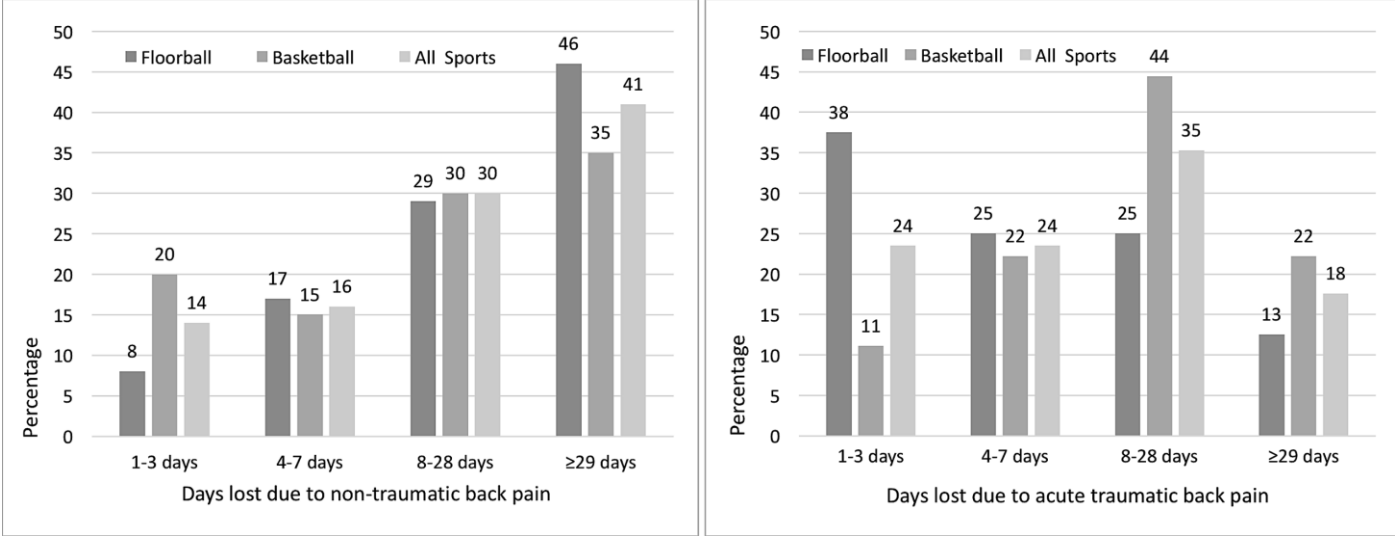 50
45
40
35
30
25
20
15
10
5
0
Percentage
Floorball Basketball All Sports
8 20 14
17 15 16
29 30 30
46 35 41
1-3 days 4-7 days 8-28 days ≥29 days
Days lost due to non-traumatic back pain
50
45
40
35
30
25
20
15
10
5
0
Percentage
Floorball Basketball All Sports
38 11 24
25 22 24
25 44 35
13 22 18
1-3 days 4-7 days 8-28 days ≥29 days
Days lost due to acute traumatic back pain